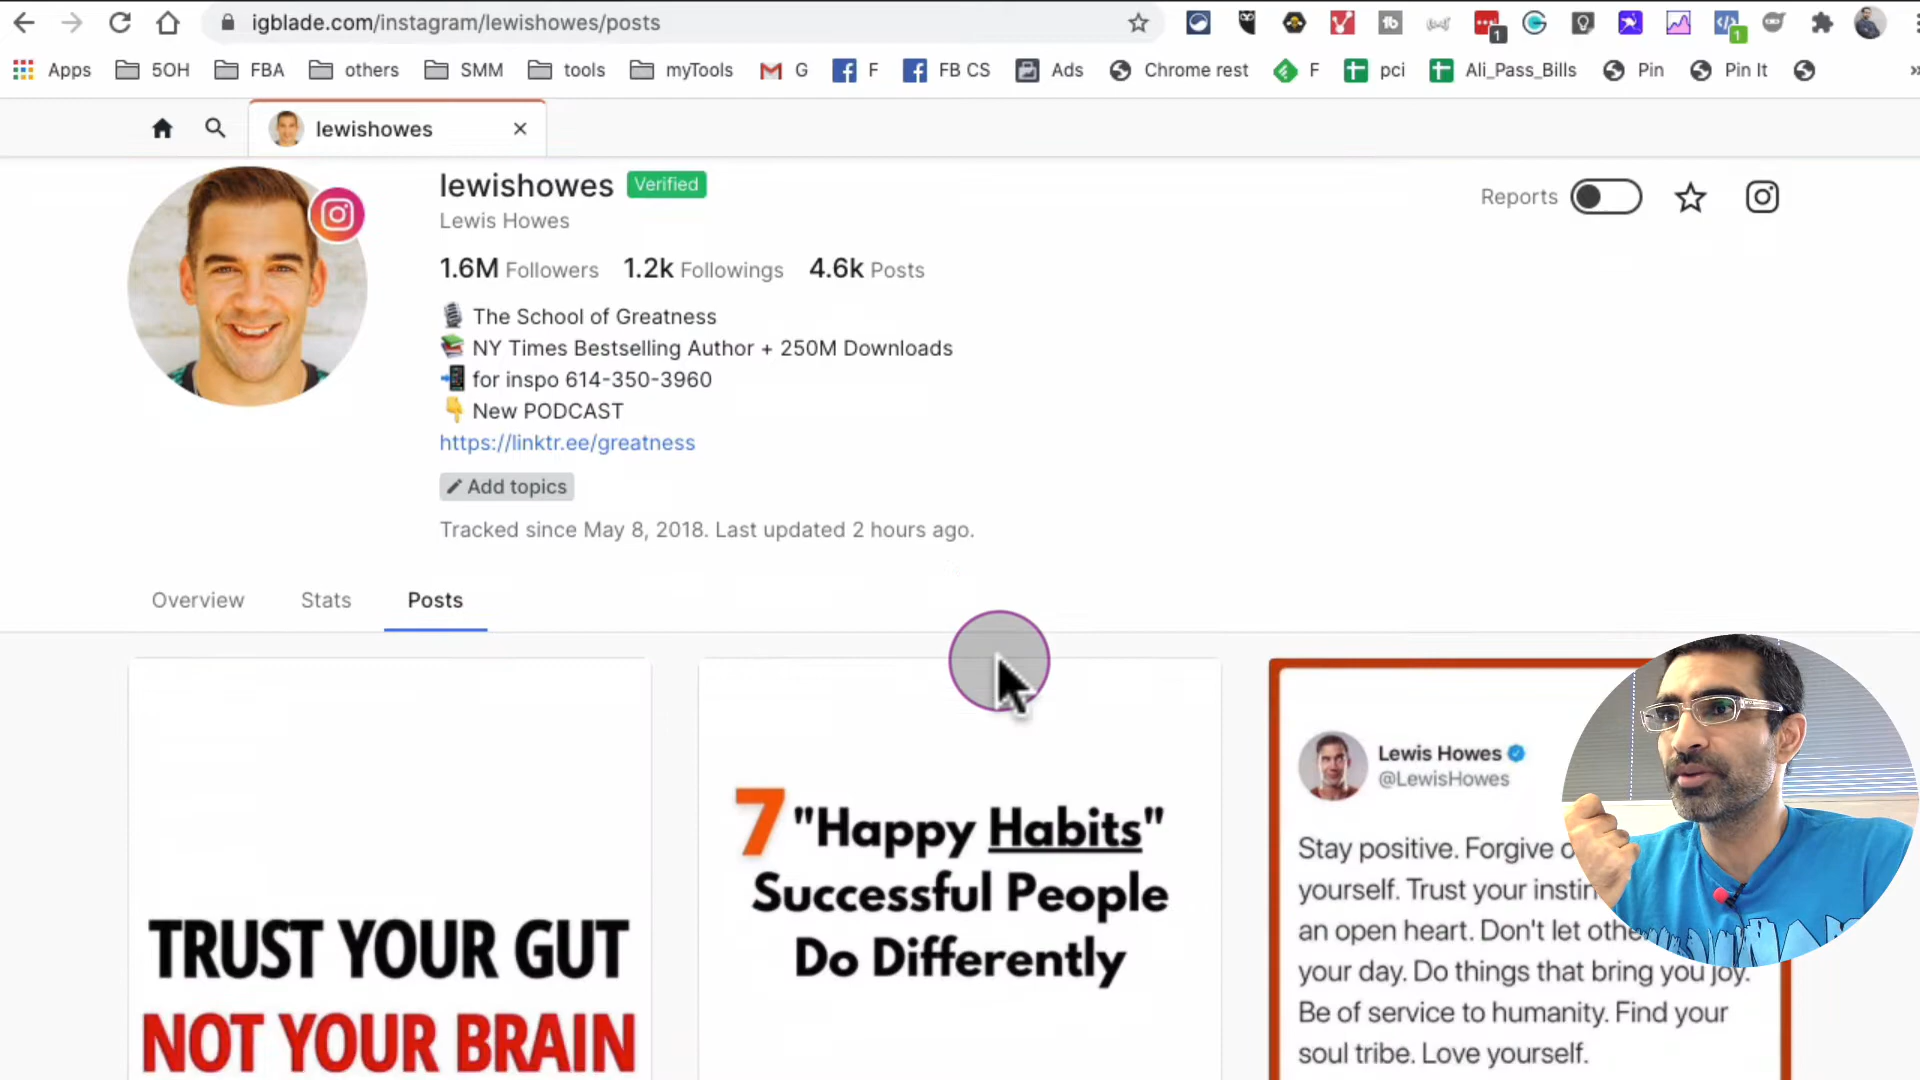 igblade.com/instagram/lewishowes/posts
1
1
Apps
5OH
FBA
others
SMM
tools
myTools
G
F
FB CS
Ads
Chrome rest
F
pci
Ali_Pass_Bills
Pin
Pin It
lewishowes
lewishowes
Verified
Reports
Lewis Howes
1.6M Followers 1.2k Followings 4.6k Posts
The School of Greatness
NY Times Bestselling Author + 250M Downloads
for inspo 614-350-3960
New PODCAST
https://linktr.ee/greatness
Add topics
Tracked since May 8, 2018. Last updated 2 hours ago.
Overview
Stats
Posts
TRUST YOUR GUT
NOT YOUR BRAIN
7 "Happy Habits"
Successful People
Do Differently
Lewis Howes
@LewisHowes
Stay positive. Forgive
yourself. Trust your
an open heart. Don't let
your day. Do things that bring you joy.
Be of service to humanity. Find your
soul tribe. Love yourself.